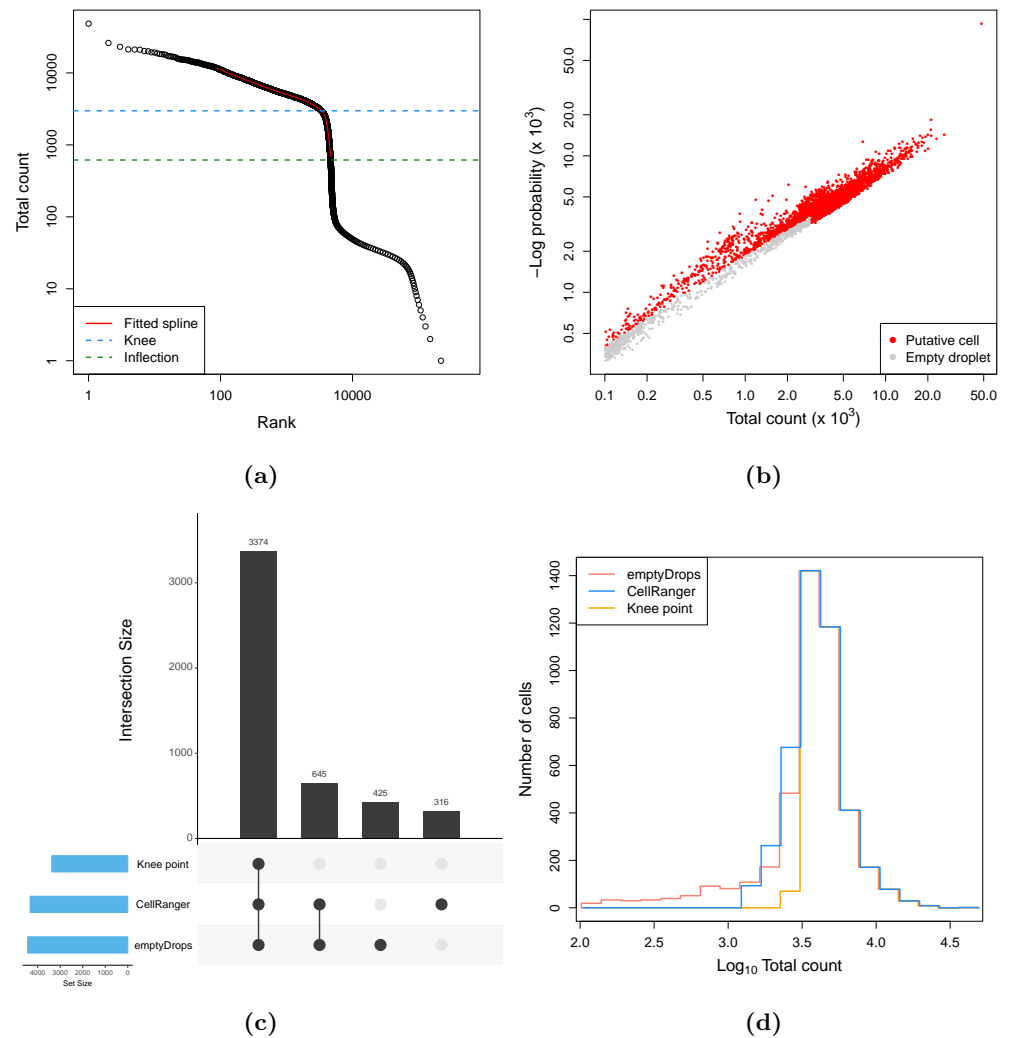 10000
1000
100
10
1
Total count
Fitted spline
Knee
Inflection
1 100 10000
Rank
(a)
50.0
20.0
10.0
5.0
2.0
1.0
0.5
−Log probability (x 10³)
Putative cell
Empty droplet
0.1 0.2 0.5 1.0 2.0 5.0 10.0 20.0 50.0
Total count (x 10³)
(b)
3374
645
425
316
3000
2000
1000
0
Intersection Size
Knee point
CellRanger
emptyDrops
4000 3000 2000 1000 0
Set Size
(c)
emptyDrops
CellRanger
Knee point
1400
1200
1000
800
600
400
200
0
Number of cells
2.0 2.5 3.0 3.5 4.0 4.5
Log₁₀ Total count
(d)